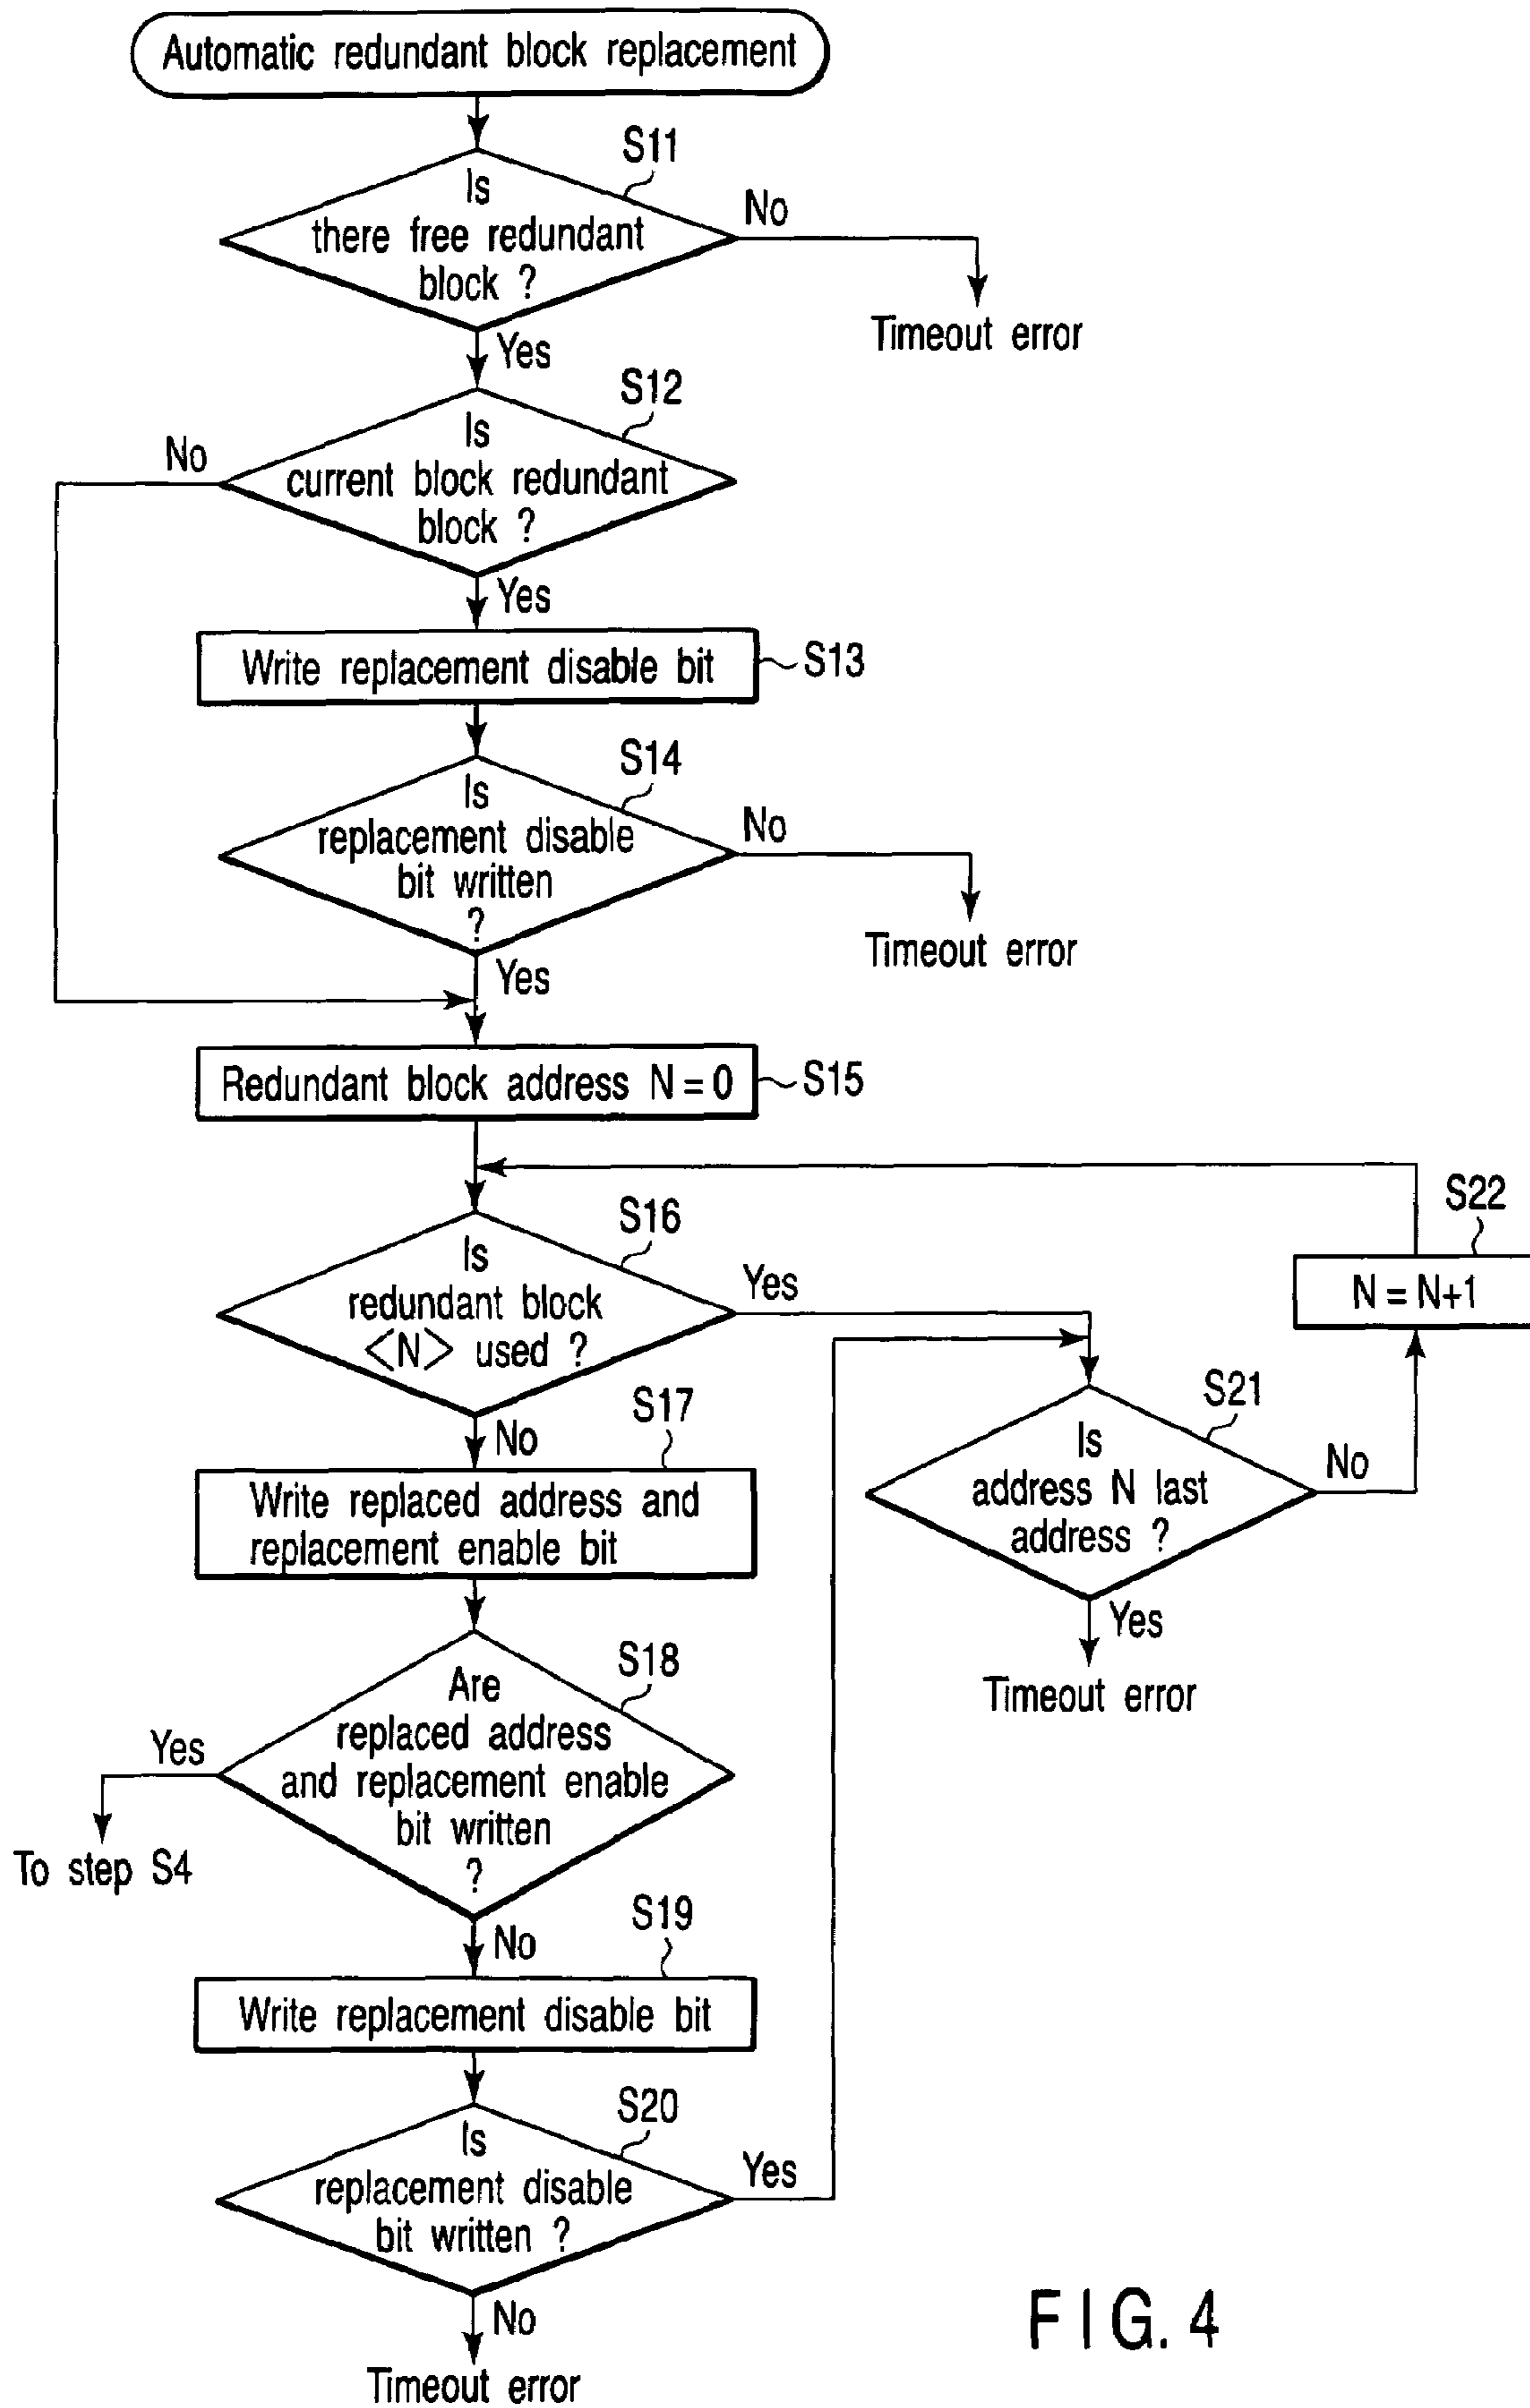 Automatic redundant block replacement
S11
Is
there free redundant
block ?
No
Timeout error
Yes
S12
Is
current block redundant
block ?
No
Yes
Write replacement disable bit
S13
S14
Is
replacement disable
bit written
?
No
Timeout error
Yes
Redundant block address N = 0
S15
S16
Is
redundant block
<N> used ?
Yes
S22
N = N+1
S21
Is
address N last
address ?
No
Yes
Timeout error
No
S17
Write replaced address and
replacement enable bit
S18
Are
replaced address
and replacement enable
bit written
?
Yes
To step S4
No
S19
Write replacement disable bit
S20
Is
replacement disable
bit written ?
Yes
No
Timeout error
FIG. 4